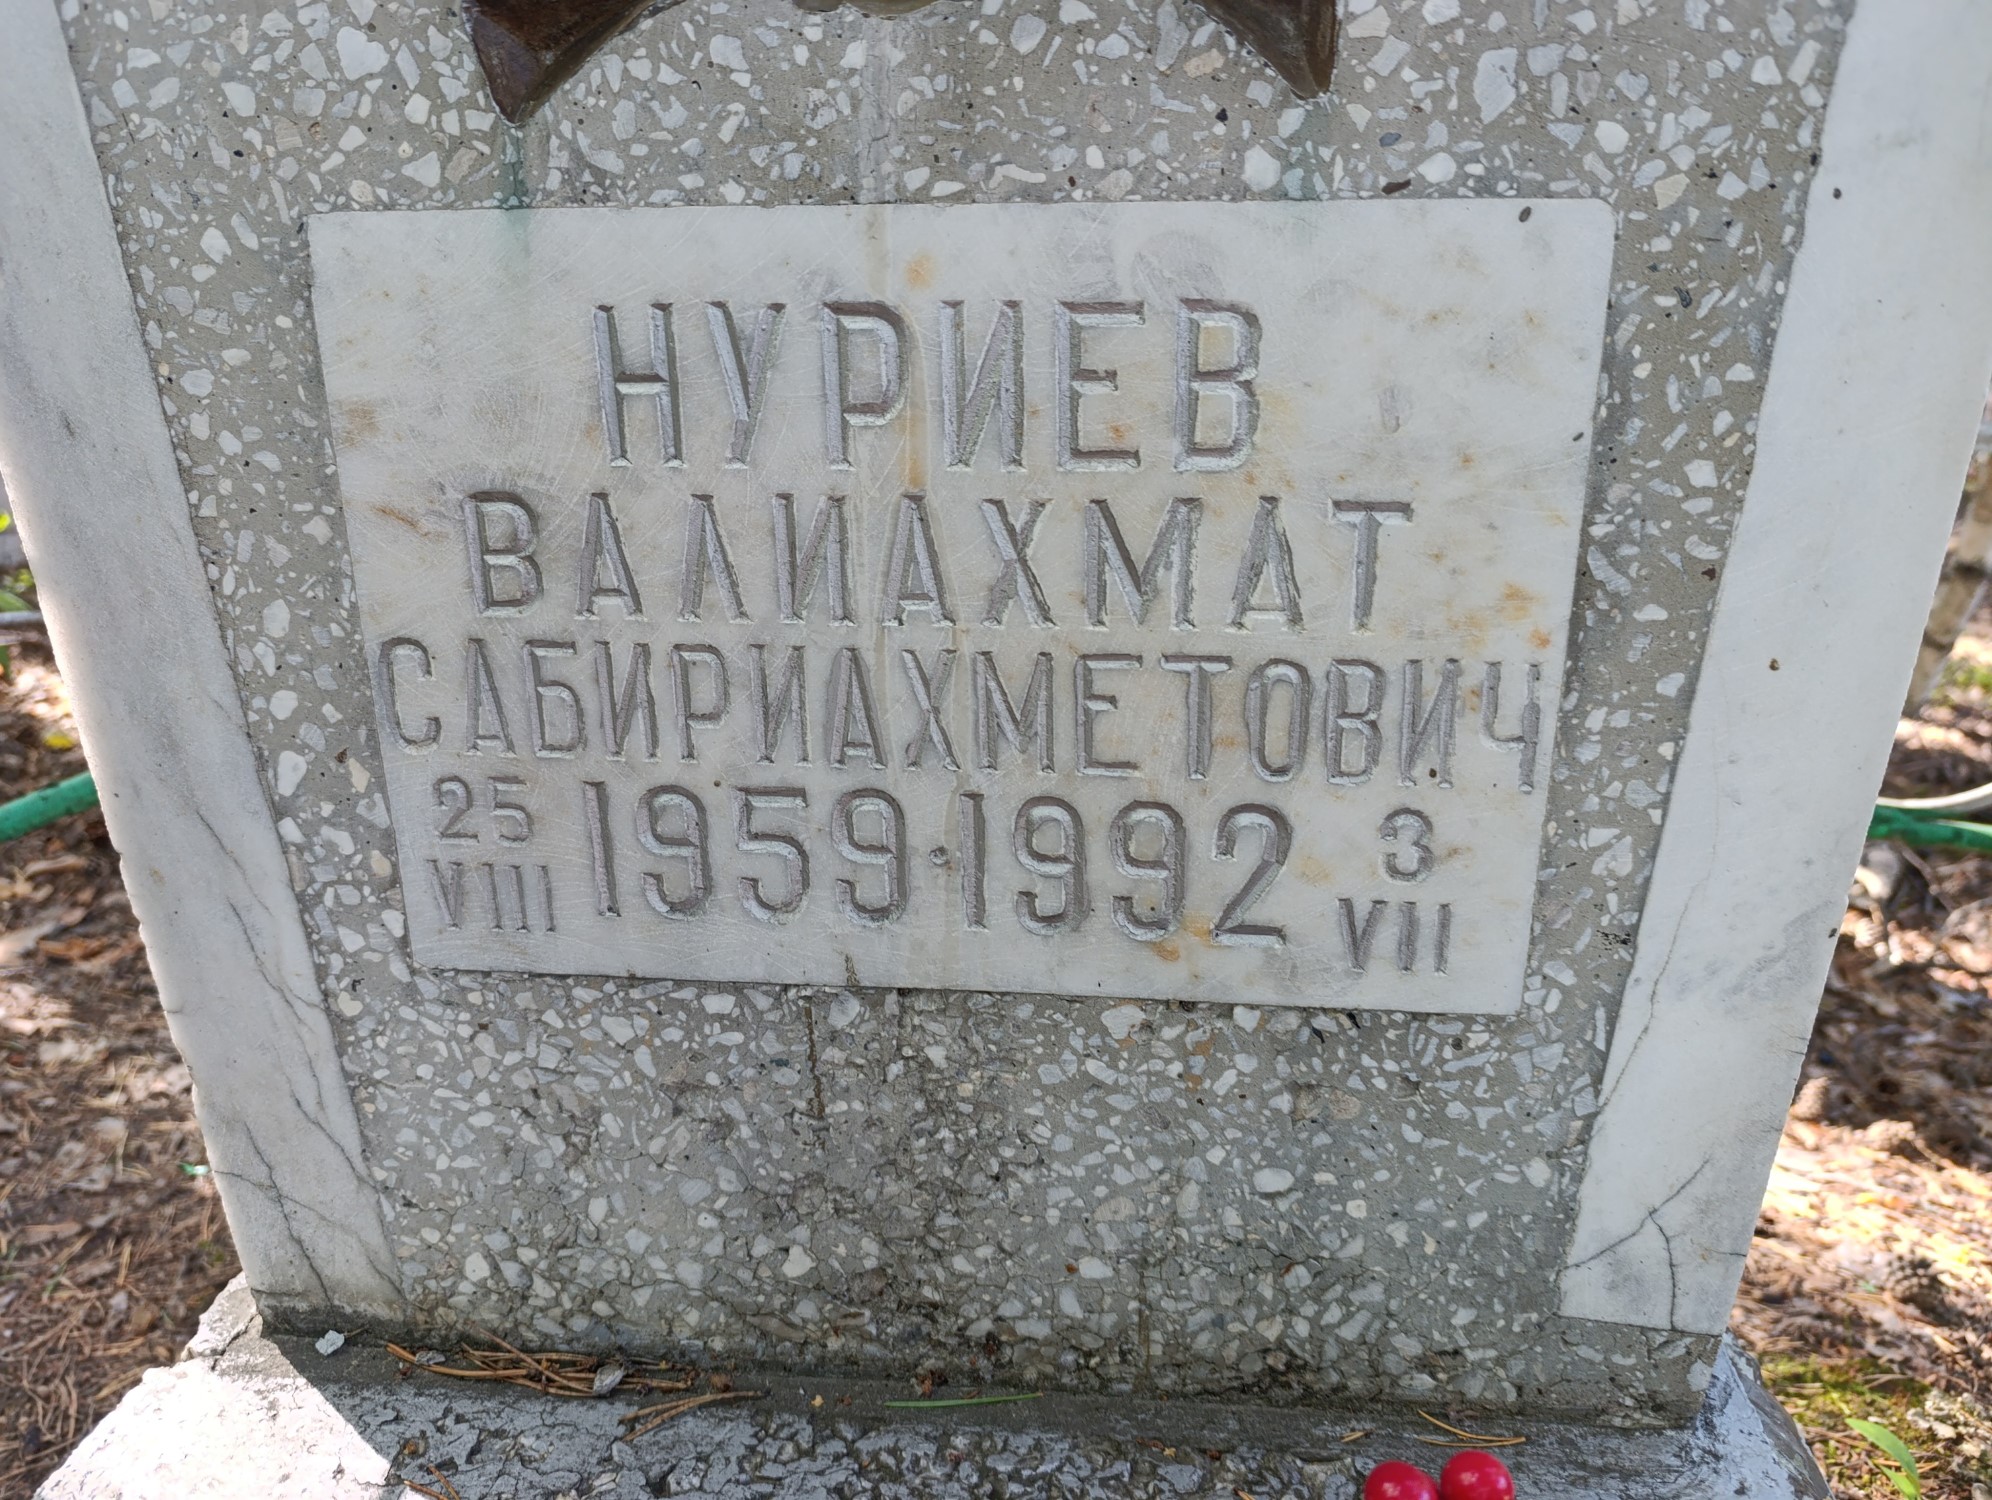 НУРИЕВ
ВАЛИАХМАТ
САБИРИАХМЕТОВИЧ
25 VIII 1959·1992 3 VII